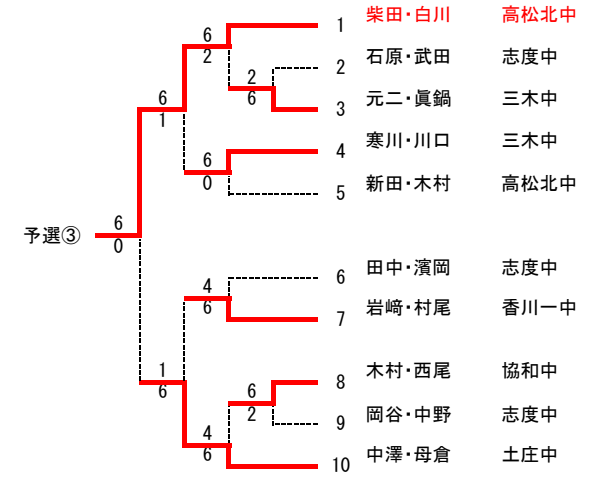 6
2
1 柴田・白川 高松北中
2 石原・武田 志度中
2
6
3 元二・眞鍋 三木中
6
1
4 寒川・川口 三木中
6
0
5 新田・木村 高松北中
予選③
6
0
6 田中・濱岡 志度中
4
6
7 岩﨑・村尾 香川一中
1
6
8 木村・西尾 協和中
6
2
9 岡谷・中野 志度中
4
6
10 中澤・母倉 土庄中